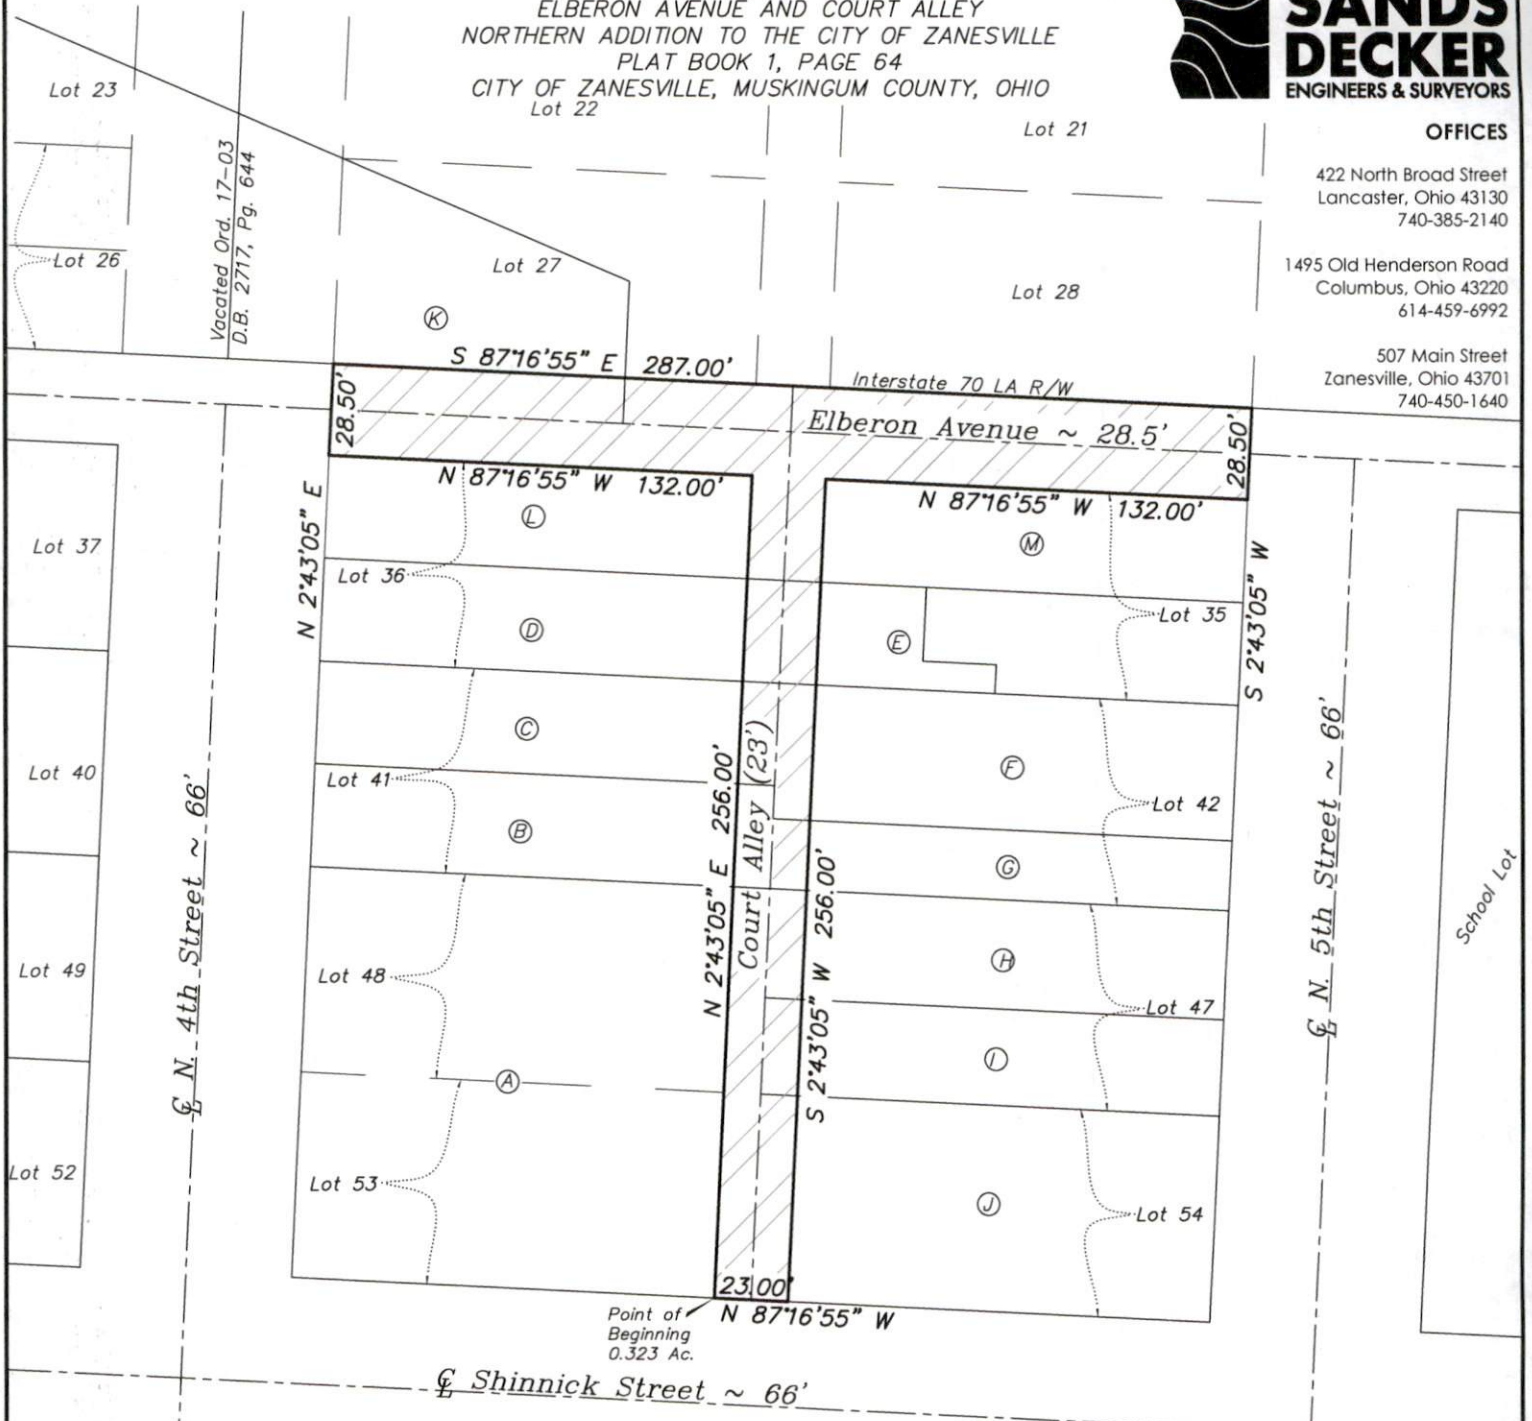 ELBERON AVENUE AND COURT ALLEY
NORTHERN ADDITION TO THE CITY OF ZANESVILLE
PLAT BOOK 1, PAGE 64
CITY OF ZANESVILLE, MUSKINGUM COUNTY, OHIO
SANDS
DECKER
ENGINEERS & SURVEYORS
OFFICES
422 North Broad Street
Lancaster, Ohio 43130
740-385-2140
1495 Old Henderson Road
Columbus, Ohio 43220
614-459-6992
507 Main Street
Zanesville, Ohio 43701
740-450-1640
Lot 23
Lot 22
Lot 21
Vacated Ord. 17-03
D.B. 2717, Pg. 644
Lot 26
Lot 27
Lot 28
K
S 87°16'55" E 287.00'
Interstate 70 LA R/W
28.50'
Elberon Avenue ~ 28.5'
28.50'
N 87°16'55" W 132.00'
N 87°16'55" W 132.00'
L
M
N 2°43'05" E
S 2°43'05" W
Lot 37
Lot 36
Lot 35
D
E
C
F
Lot 40
Lot 41
Lot 42
B
G
N 2°43'05" E 256.00'
Court Alley (23')
S 2°43'05" W 256.00'
℄ N. 4th Street ~ 66'
℄ N. 5th Street ~ 66'
School Lot
Lot 49
Lot 48
H
Lot 47
I
A
Lot 52
Lot 53
J
Lot 54
23.00'
N 87°16'55" W
Point of
Beginning
0.323 Ac.
℄ Shinnick Street ~ 66'